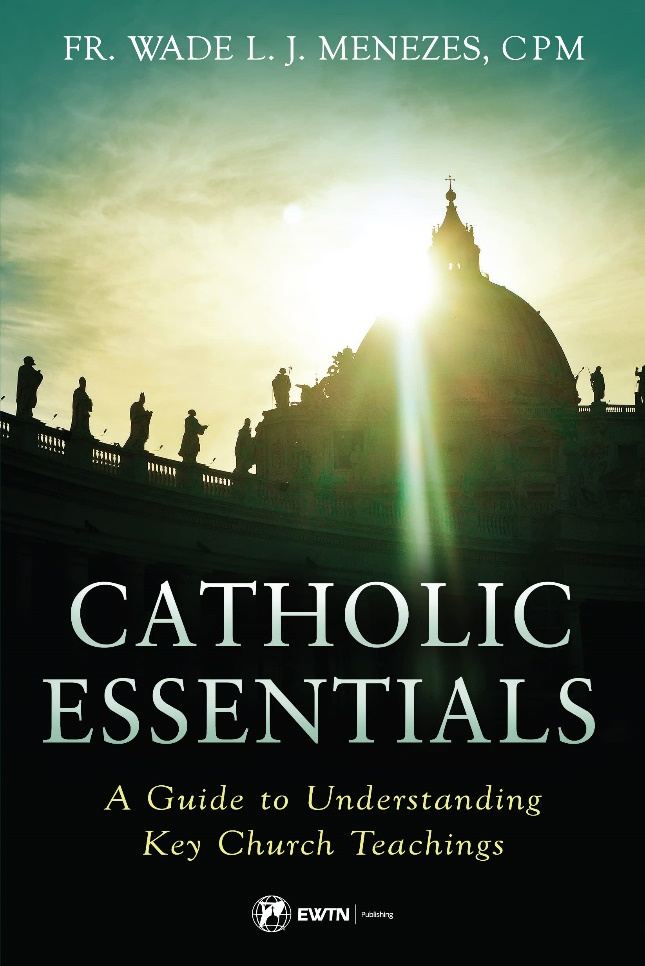 FR. WADE L. J. MENEZES, CPM
CATHOLIC
ESSENTIALS
A Guide to Understanding
Key Church Teachings
EWTN Publishing